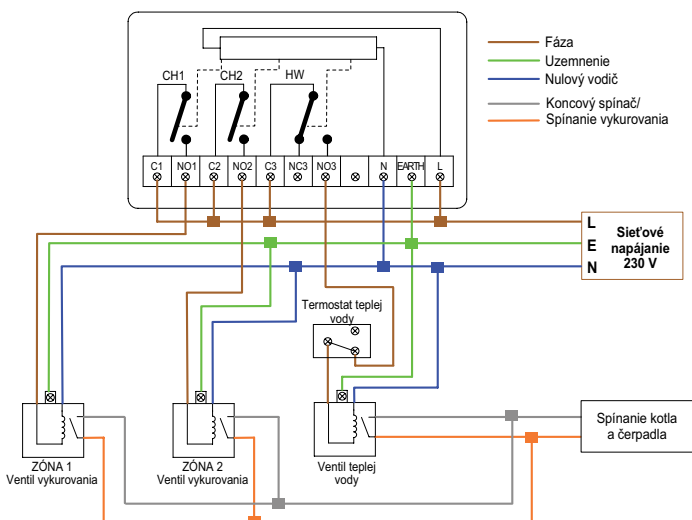 CH1
CH2
HW
C1
NO1
C2
NO2
C3
NC3
NO3
N
EARTH
L
Fáza
Uzemnenie
Nulový vodič
Koncový spínač/
Spínanie vykurovania
L
E
N
Sieťové
napájanie
230 V
Termostat teplej
vody
ZÓNA 1
Ventil vykurovania
ZÓNA 2
Ventil vykurovania
Ventil teplej
vody
Spínanie kotla
a čerpadla